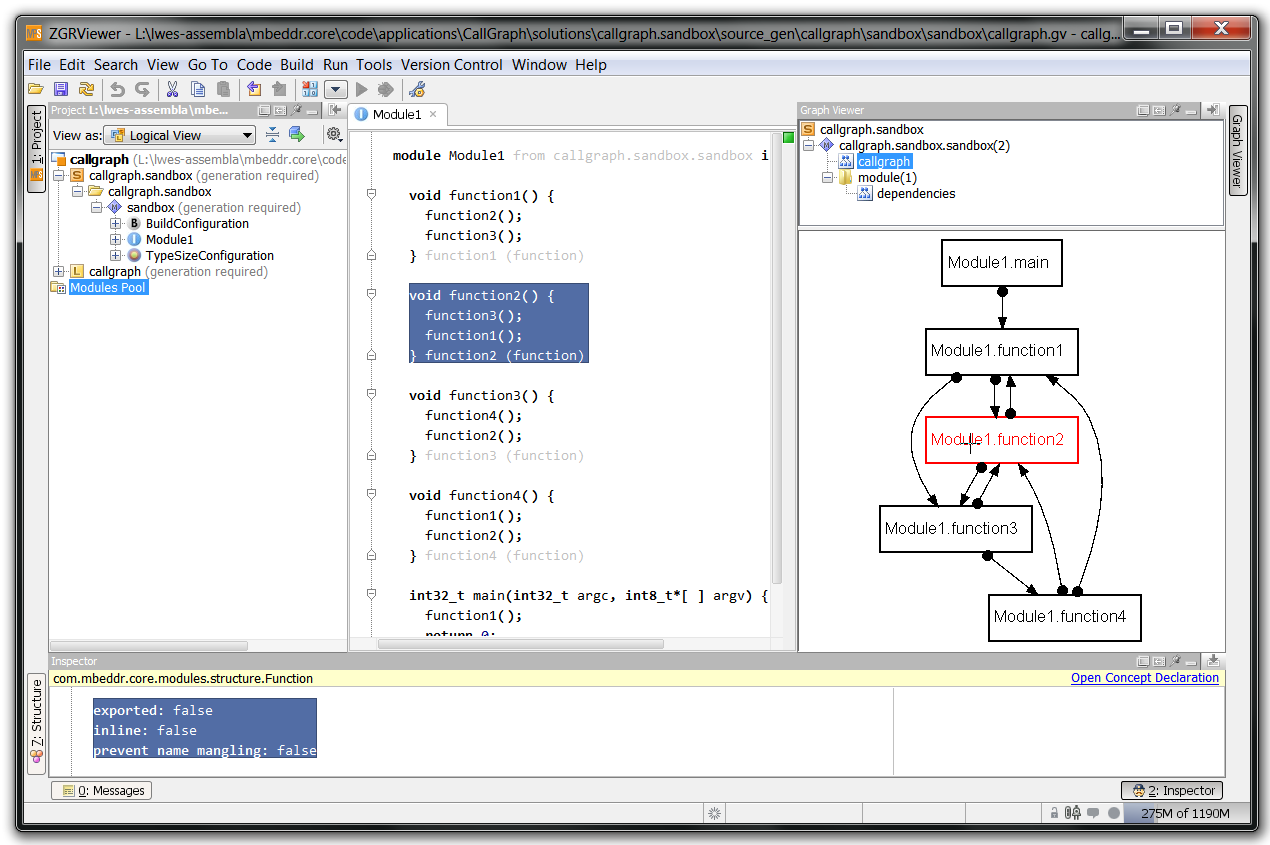 MPS ZGRViewer - L:\lwes-assembla\mbeddr.core\code\applications\CallGraph\solutions\callgraph.sandbox\source_gen\callgraph\sandbox\sandbox\callgraph.gv - callg...
File Edit Search View Go To Code Build Run Tools Version Control Window Help
1: Project
Project L:\lwes-assembla\mbe...
View as: Logical View
callgraph (L:\lwes-assembla\mbeddr.core\code
S callgraph.sandbox (generation required)
callgraph.sandbox
M sandbox (generation required)
B BuildConfiguration
I Module1
TypeSizeConfiguration
L callgraph (generation required)
Modules Pool
I Module1
module Module1 from callgraph.sandbox.sandbox i
void function1() {
function2();
function3();
} function1 (function)
void function2() {
function3();
function1();
} function2 (function)
void function3() {
function4();
function2();
} function3 (function)
void function4() {
function1();
function2();
} function4 (function)
int32_t main(int32_t argc, int8_t*[ ] argv) {
function1();
return 0;
Graph Viewer
S callgraph.sandbox
M callgraph.sandbox.sandbox(2)
callgraph
module(1)
dependencies
Graph Viewer
Module1.main
Module1.function1
Module1.function2
Module1.function3
Module1.function4
Inspector
com.mbeddr.core.modules.structure.Function
Open Concept Declaration
exported: false
inline: false
prevent name mangling: false
7: Structure
0: Messages
2: Inspector
275M of 1190M